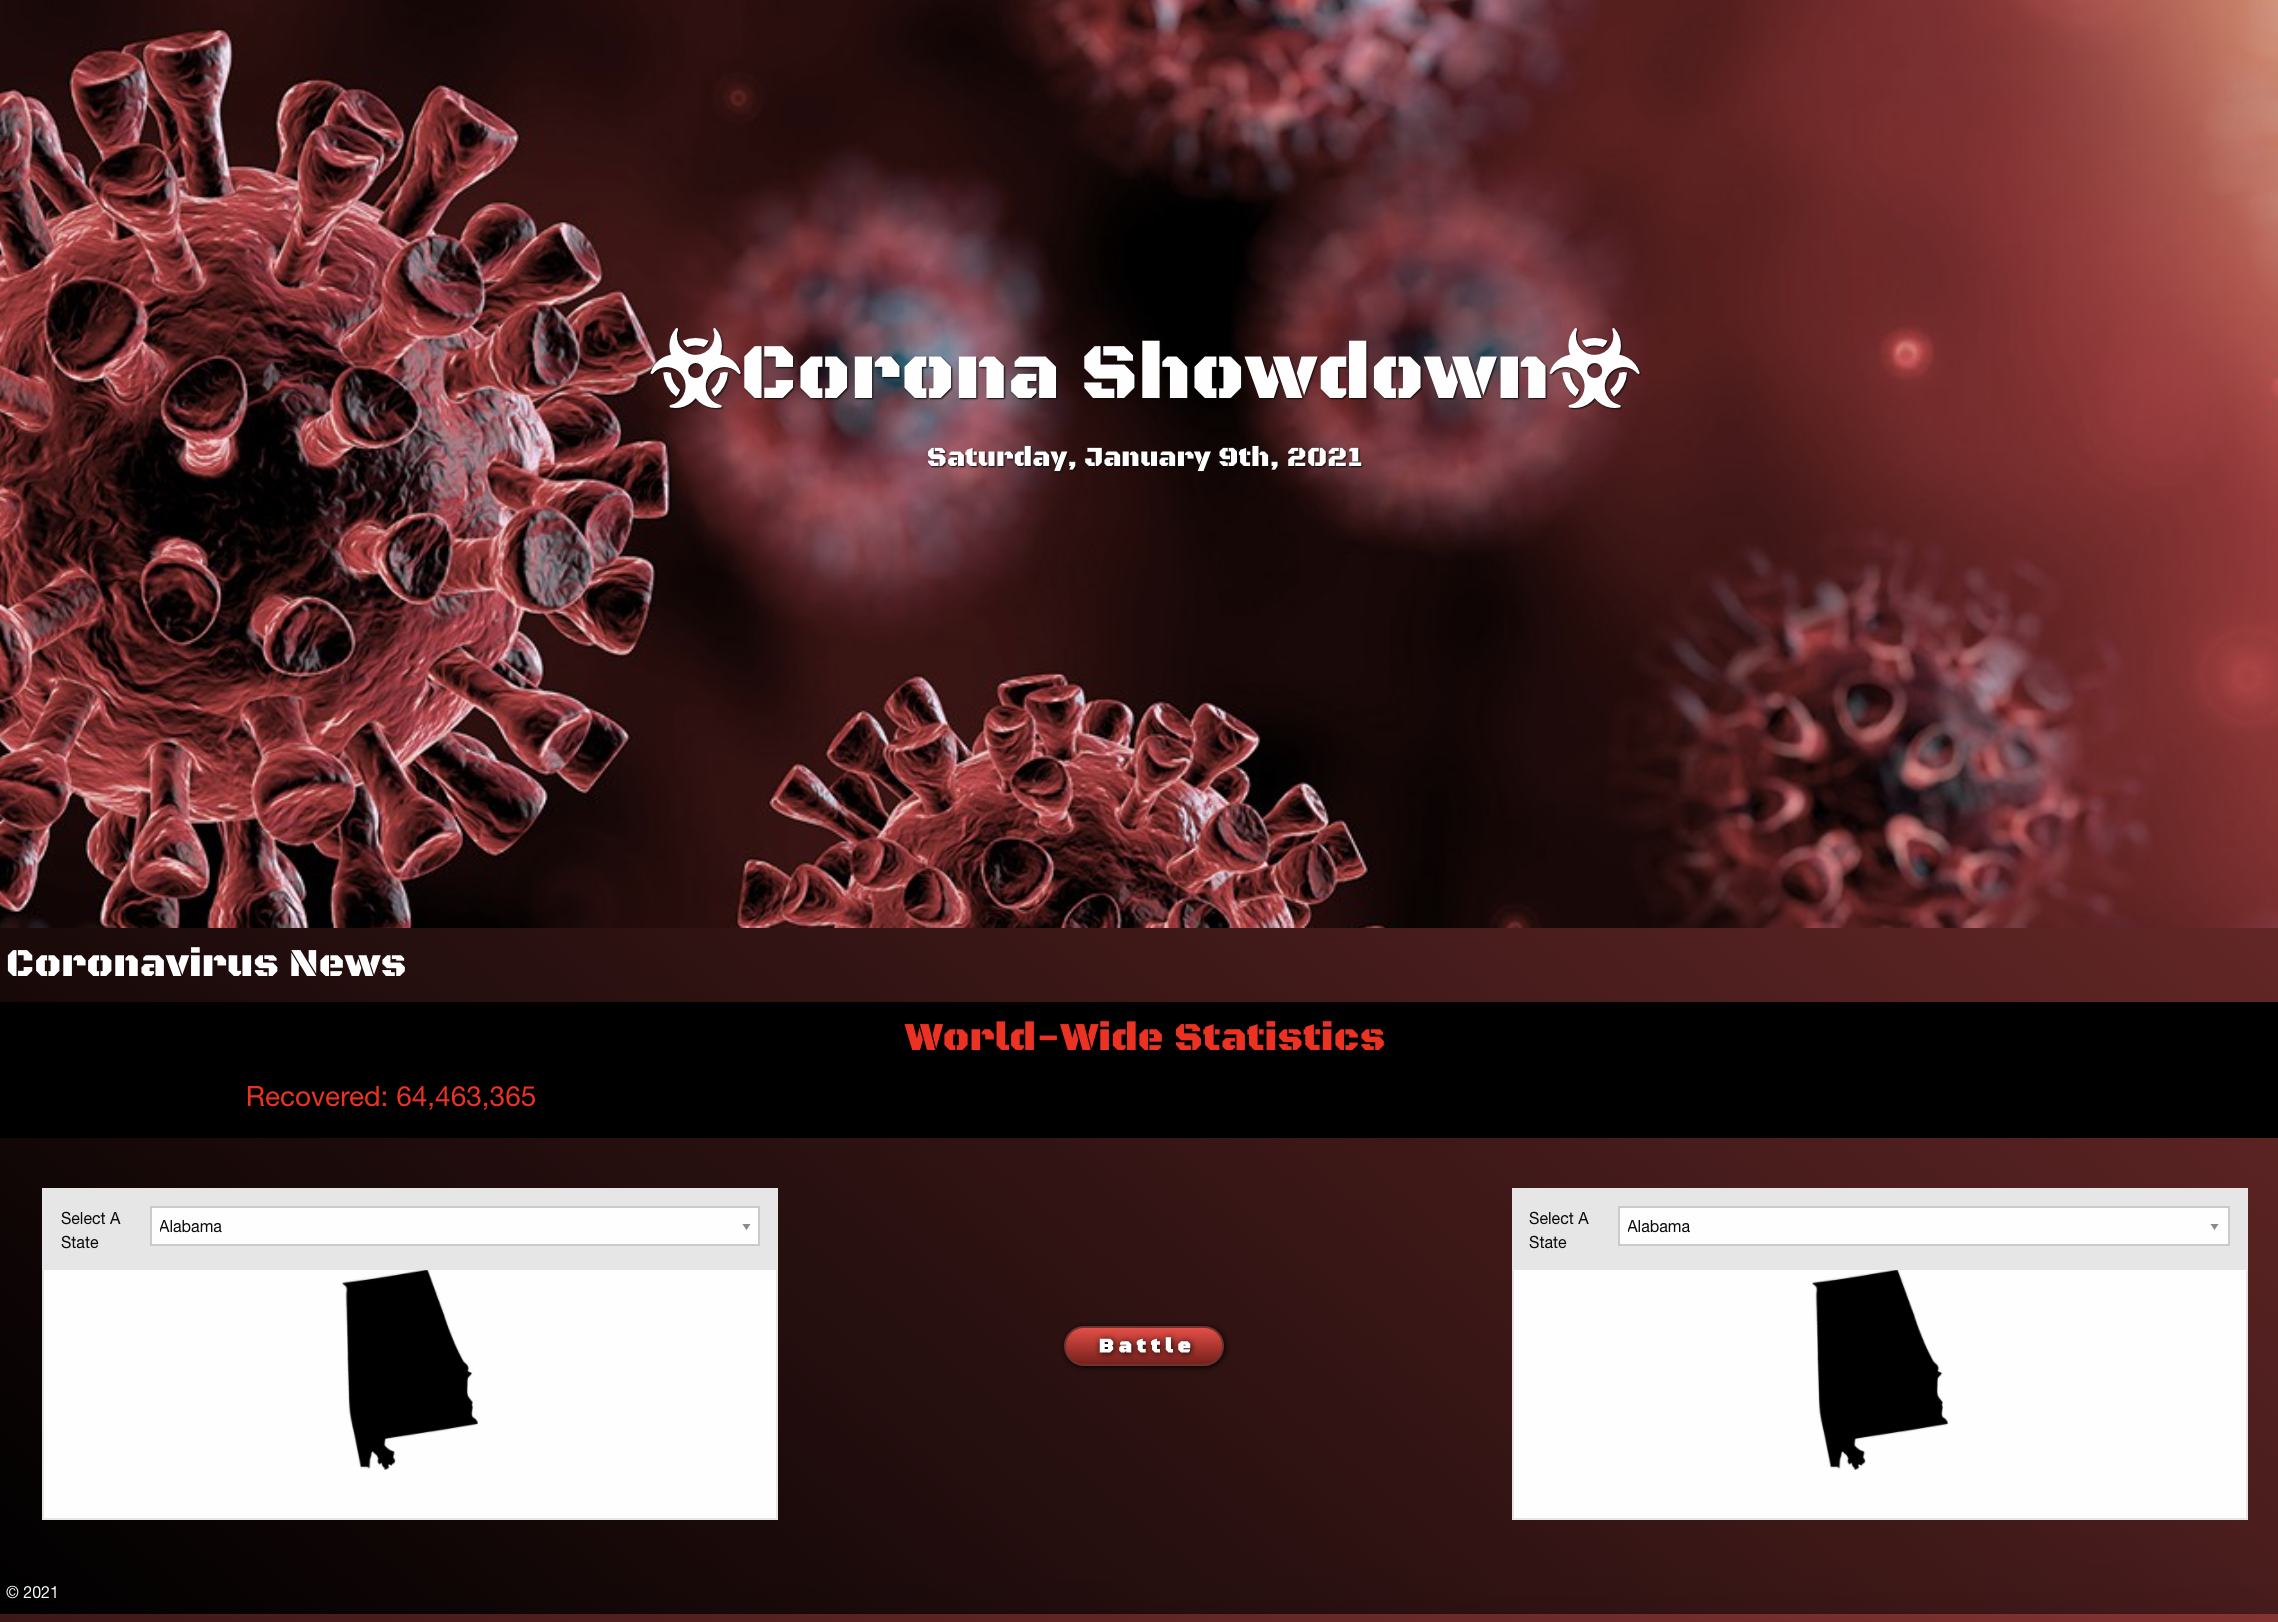 ☣Corona Showdown☣
Saturday, January 9th, 2021
Coronavirus News
World-Wide Statistics
Recovered: 64,463,365
Select A
State
Alabama
Select A
State
Alabama
Battle
© 2021